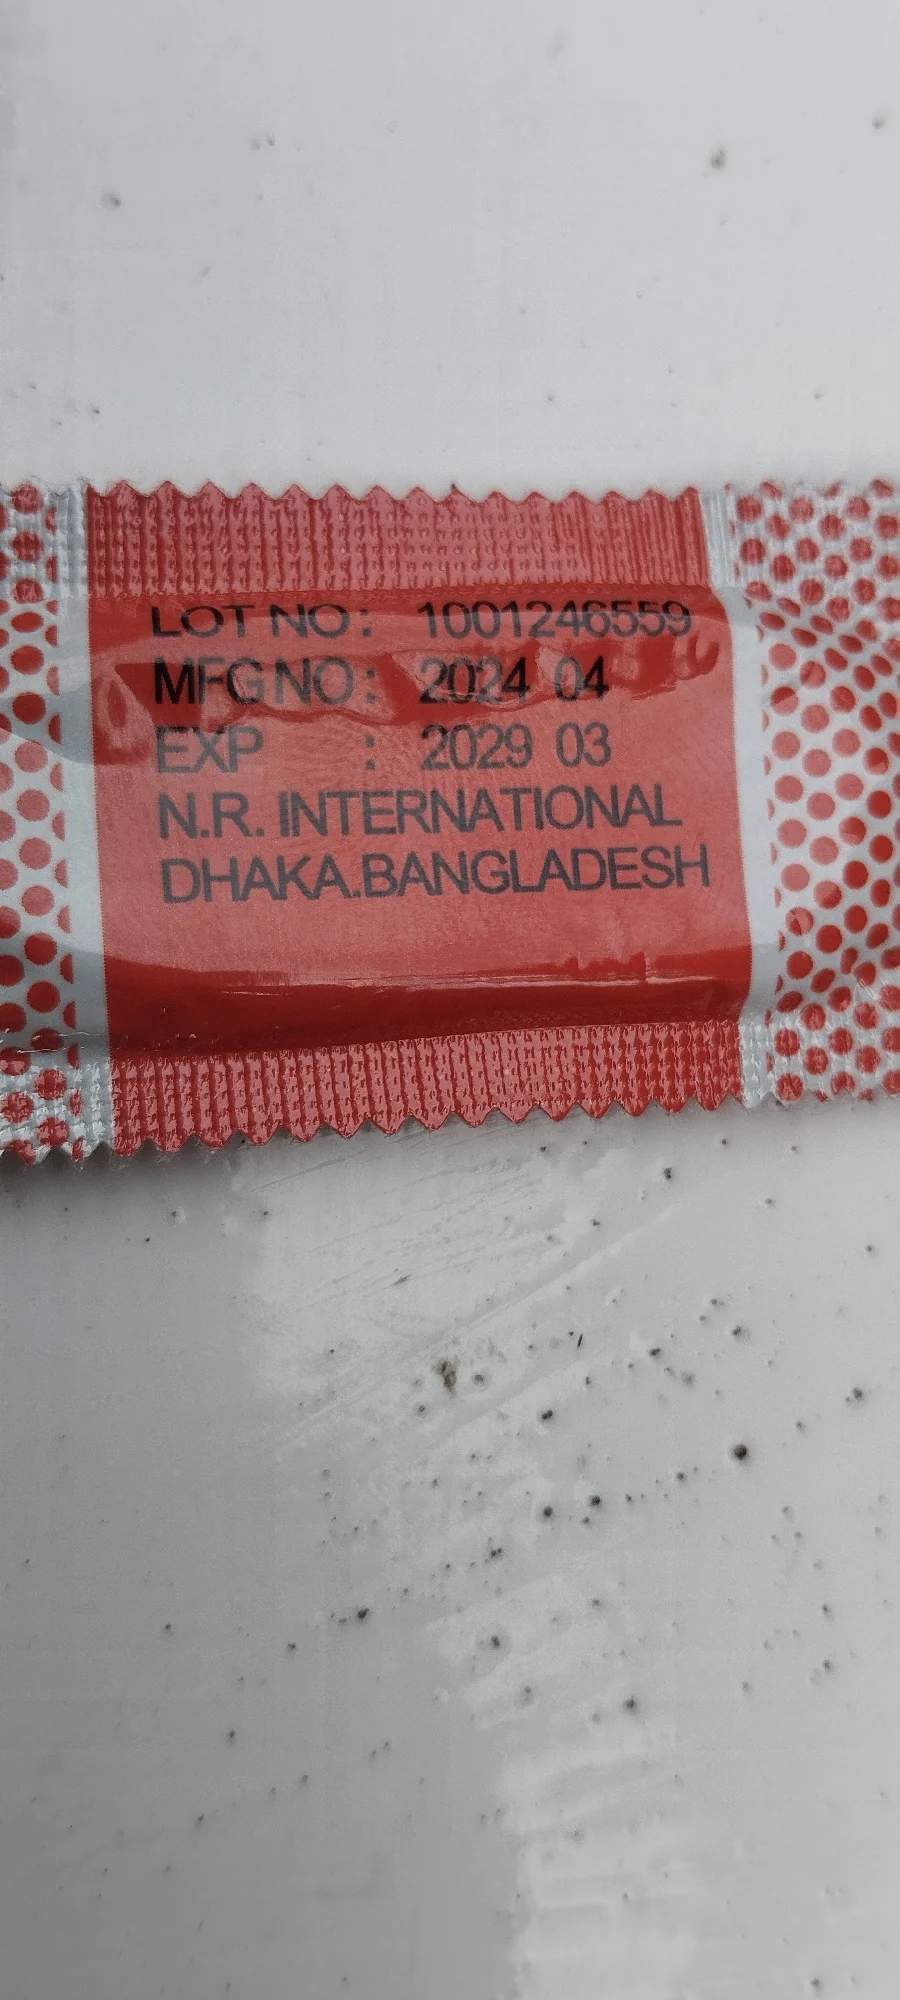 LOT NO : 1001246559
MFG NO : 2024 04
EXP : 2029 03
N.R. INTERNATIONAL
DHAKA.BANGLADESH